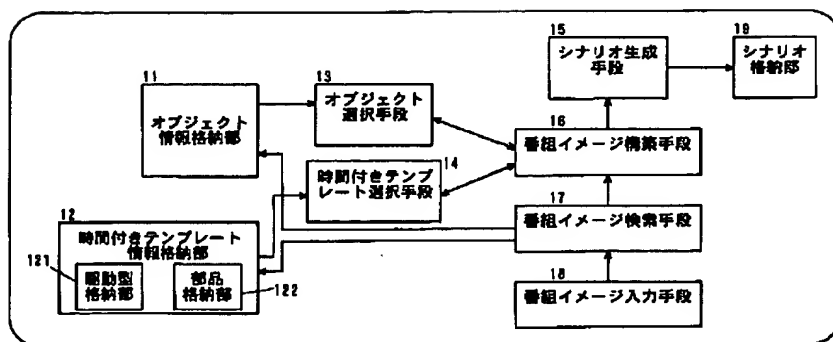 15
シナリオ生成
手段
19
シナリオ
格納部
11
オブジェクト
情報格納部
13
オブジェクト
選択手段
16
番組イメージ構築手段
14
時間付きテンプ
レート選択手段
17
番組イメージ検索手段
12
時間付きテンプレート
情報格納部
121
駆動型
格納部
部品
格納部
122
18
番組イメージ入力手段